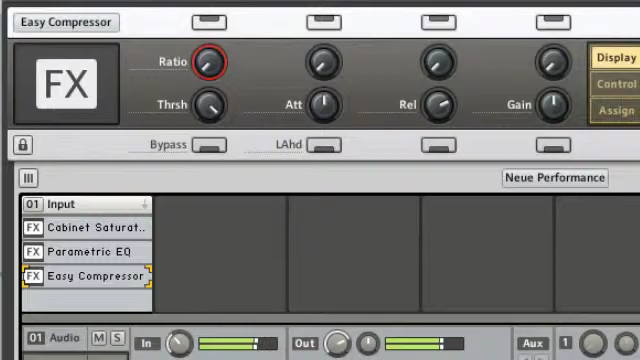 Easy Compressor
Ratio
Display
FX
Control
Thrsh Att Rel Gain
Assign
Bypass LAhd
Neue Performance
01 Input
FX Cabinet Saturat..
FX Parametric EQ
FX Easy Compressor
01 Audio M S In Out Aux 1